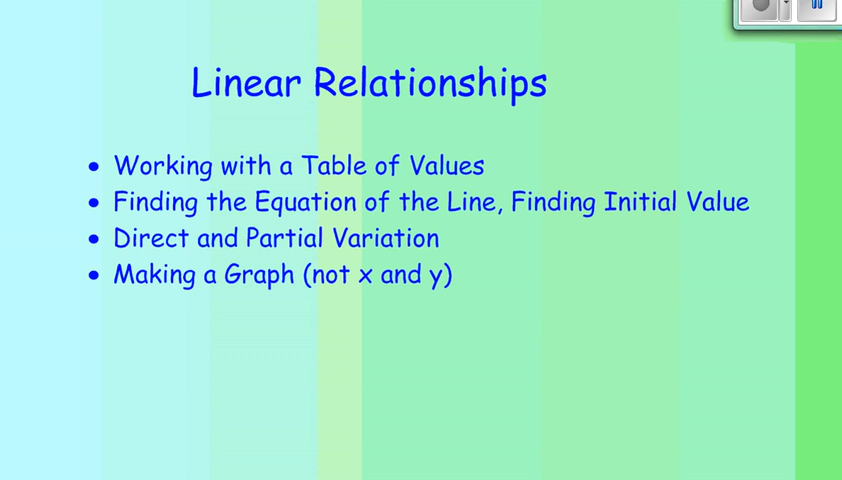 Linear Relationships
• Working with a Table of Values
• Finding the Equation of the Line, Finding Initial Value
• Direct and Partial Variation
• Making a Graph (not x and y)